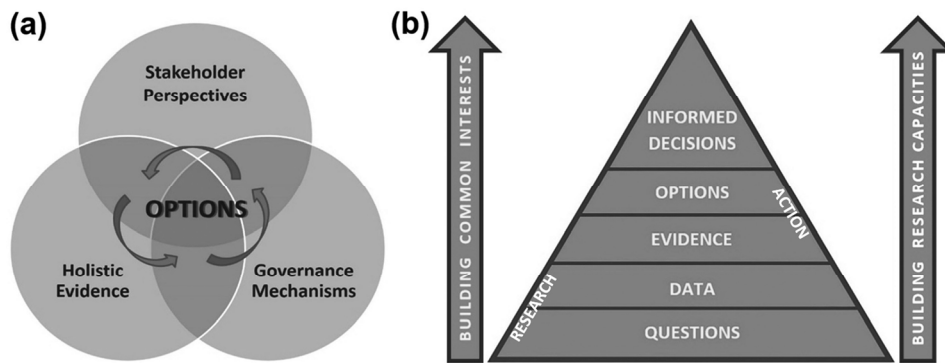 (a)
Stakeholder
Perspectives
OPTIONS
Holistic
Evidence
Governance
Mechanisms
(b)
BUILDING COMMON INTERESTS
INFORMED
DECISIONS
OPTIONS
EVIDENCE
DATA
QUESTIONS
RESEARCH
ACTION
BUILDING RESEARCH CAPACITIES